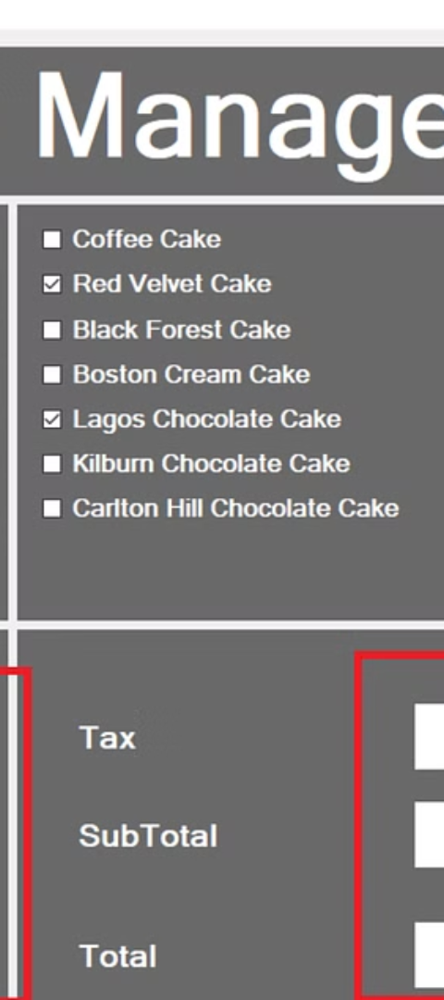 Manage
Coffee Cake
Red Velvet Cake
Black Forest Cake
Boston Cream Cake
Lagos Chocolate Cake
Kilburn Chocolate Cake
Carlton Hill Chocolate Cake
Tax
SubTotal
Total